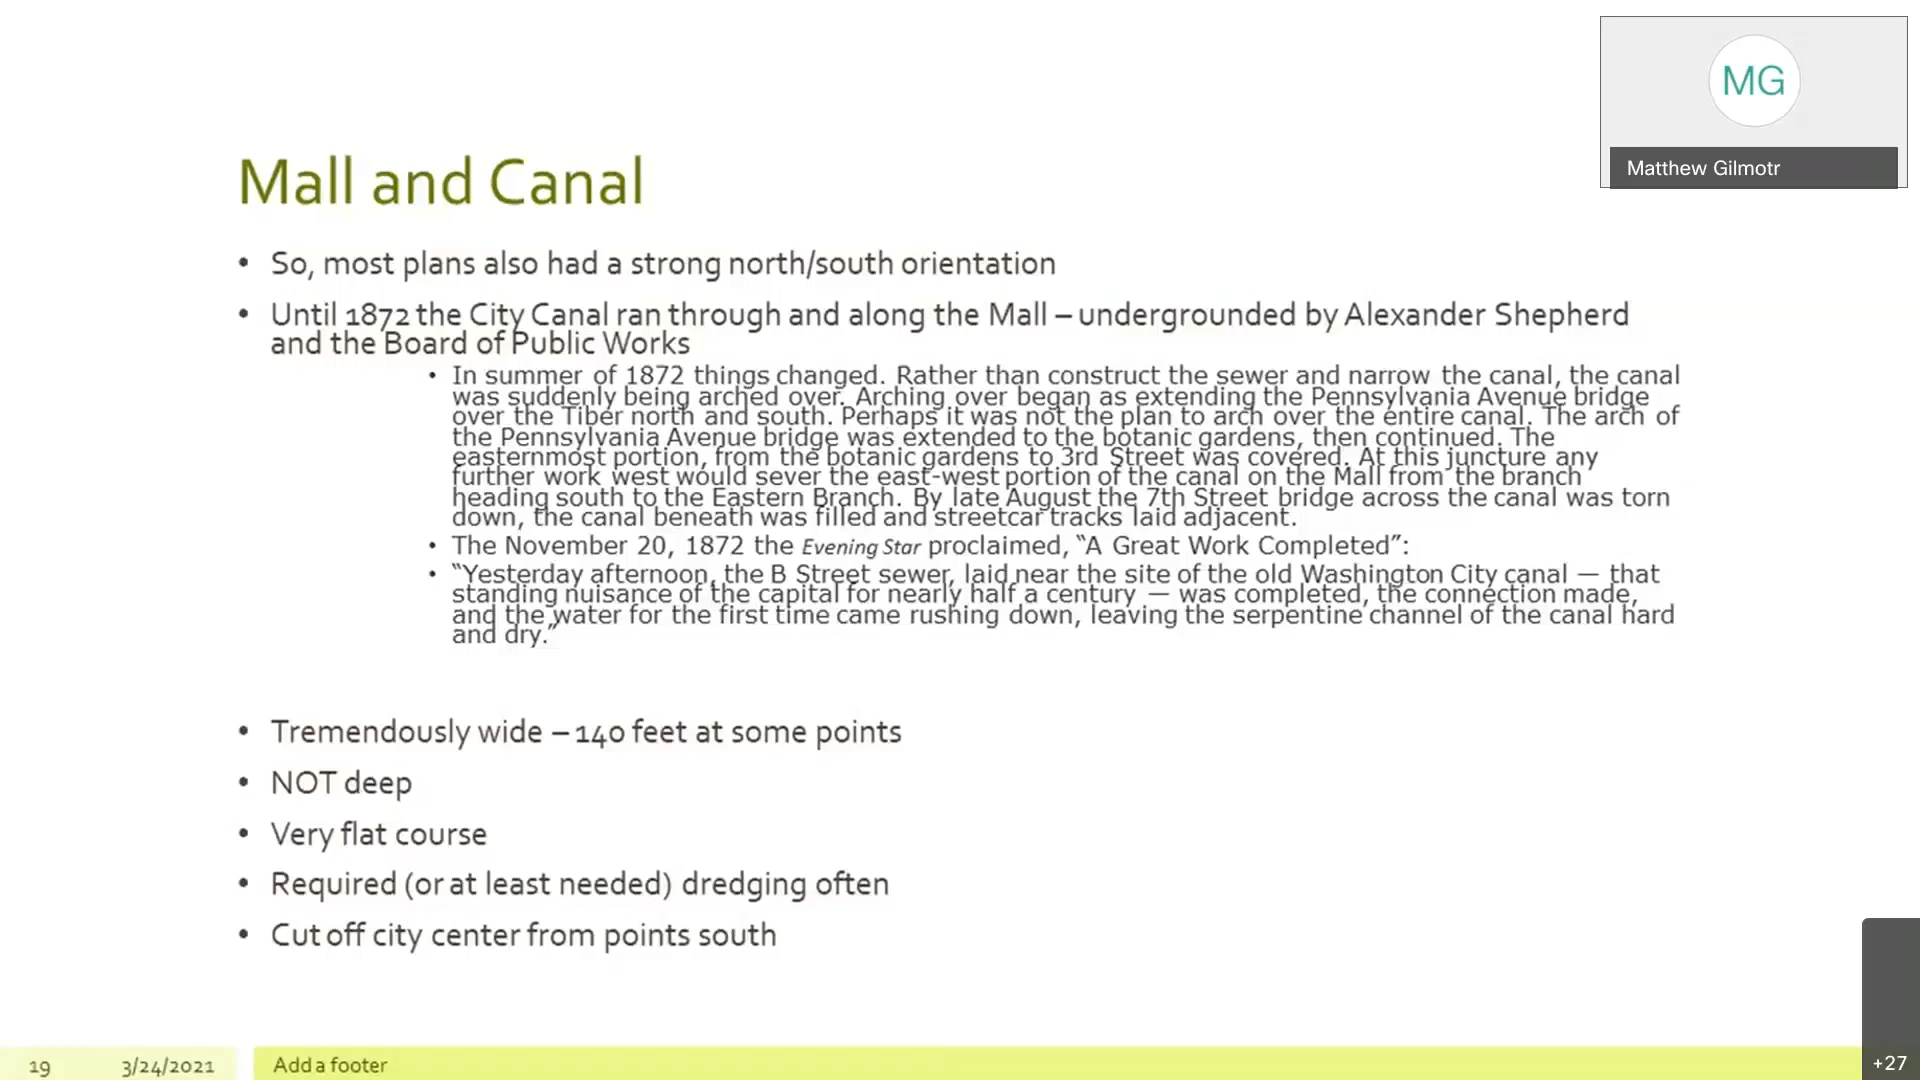 MG
Matthew Gilmotr
Mall and Canal
• So, most plans also had a strong north/south orientation
• Until 1872 the City Canal ran through and along the Mall – undergrounded by Alexander Shepherd
and the Board of Public Works
• In summer of 1872 things changed. Rather than construct the sewer and narrow the canal, the canal
was suddenly being arched over. Arching over began as extending the Pennsylvania Avenue bridge
over the Tiber north and south. Perhaps it was not the plan to arch over the entire canal. The arch of
the Pennsylvania Avenue bridge was extended to the botanic gardens, then continued. The
easternmost portion, from the botanic gardens to 3rd Street was covered. At this juncture any
further work west would sever the east-west portion of the canal on the Mall from the branch
heading south to the Eastern Branch. By late August the 7th Street bridge across the canal was torn
down, the canal beneath was filled and streetcar tracks laid adjacent.
• The November 20, 1872 the Evening Star proclaimed, “A Great Work Completed”:
• “Yesterday afternoon, the B Street sewer, laid near the site of the old Washington City canal — that
standing nuisance of the capital for nearly half a century — was completed, the connection made,
and the water for the first time came rushing down, leaving the serpentine channel of the canal hard
and dry.”
• Tremendously wide – 140 feet at some points
• NOT deep
• Very flat course
• Required (or at least needed) dredging often
• Cut off city center from points south
19 3/24/2021 Add a footer
+27